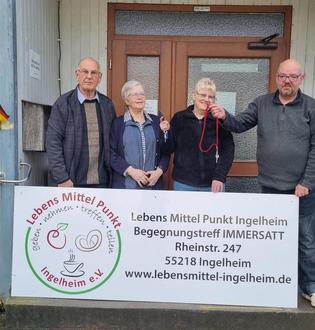 Lebens Mittel Punkt
geben • nehmen • treffen • teilen
Ingelheim e.V.
Lebens Mittel Punkt Ingelheim
Begegnungstreff IMMERSATT
Rheinstr. 247
55218 Ingelheim
www.lebensmittel-ingelheim.de